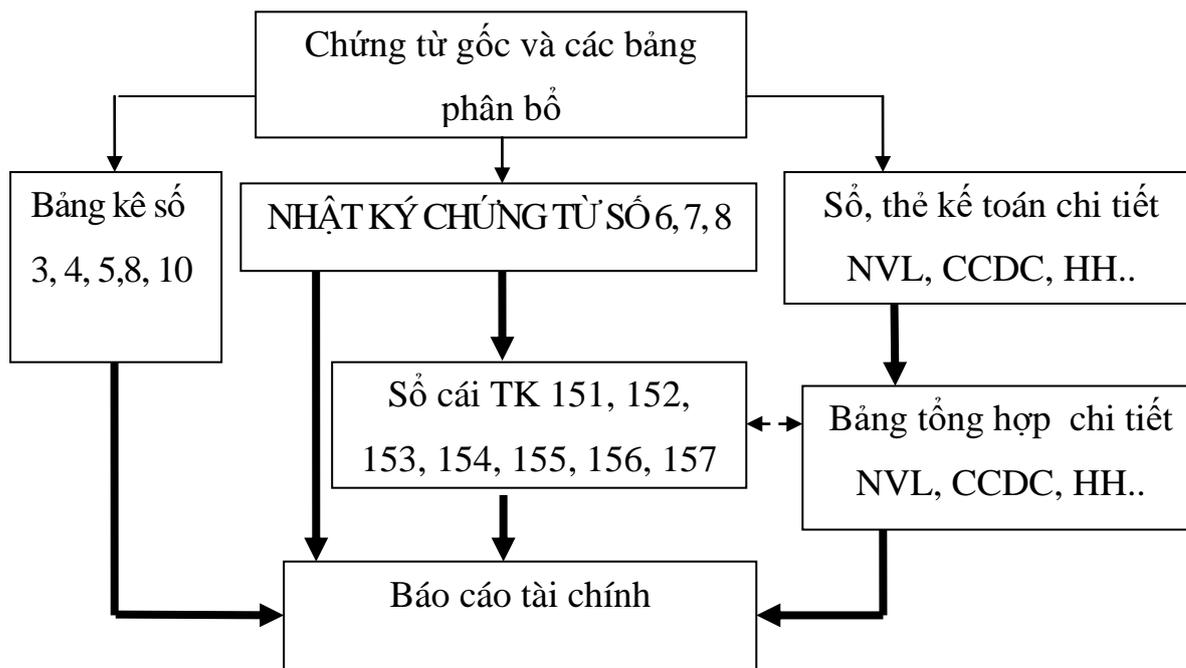 Chứng từ gốc và các bảng
phân bổ
Bảng kê số
3, 4, 5,8, 10
NHẬT KÝ CHỨNG TỪ SỐ 6, 7, 8
Sổ, thẻ kế toán chi tiết
NVL, CCDC, HH..
Sổ cái TK 151, 152,
153, 154, 155, 156, 157
Bảng tổng hợp chi tiết
NVL, CCDC, HH..
Báo cáo tài chính